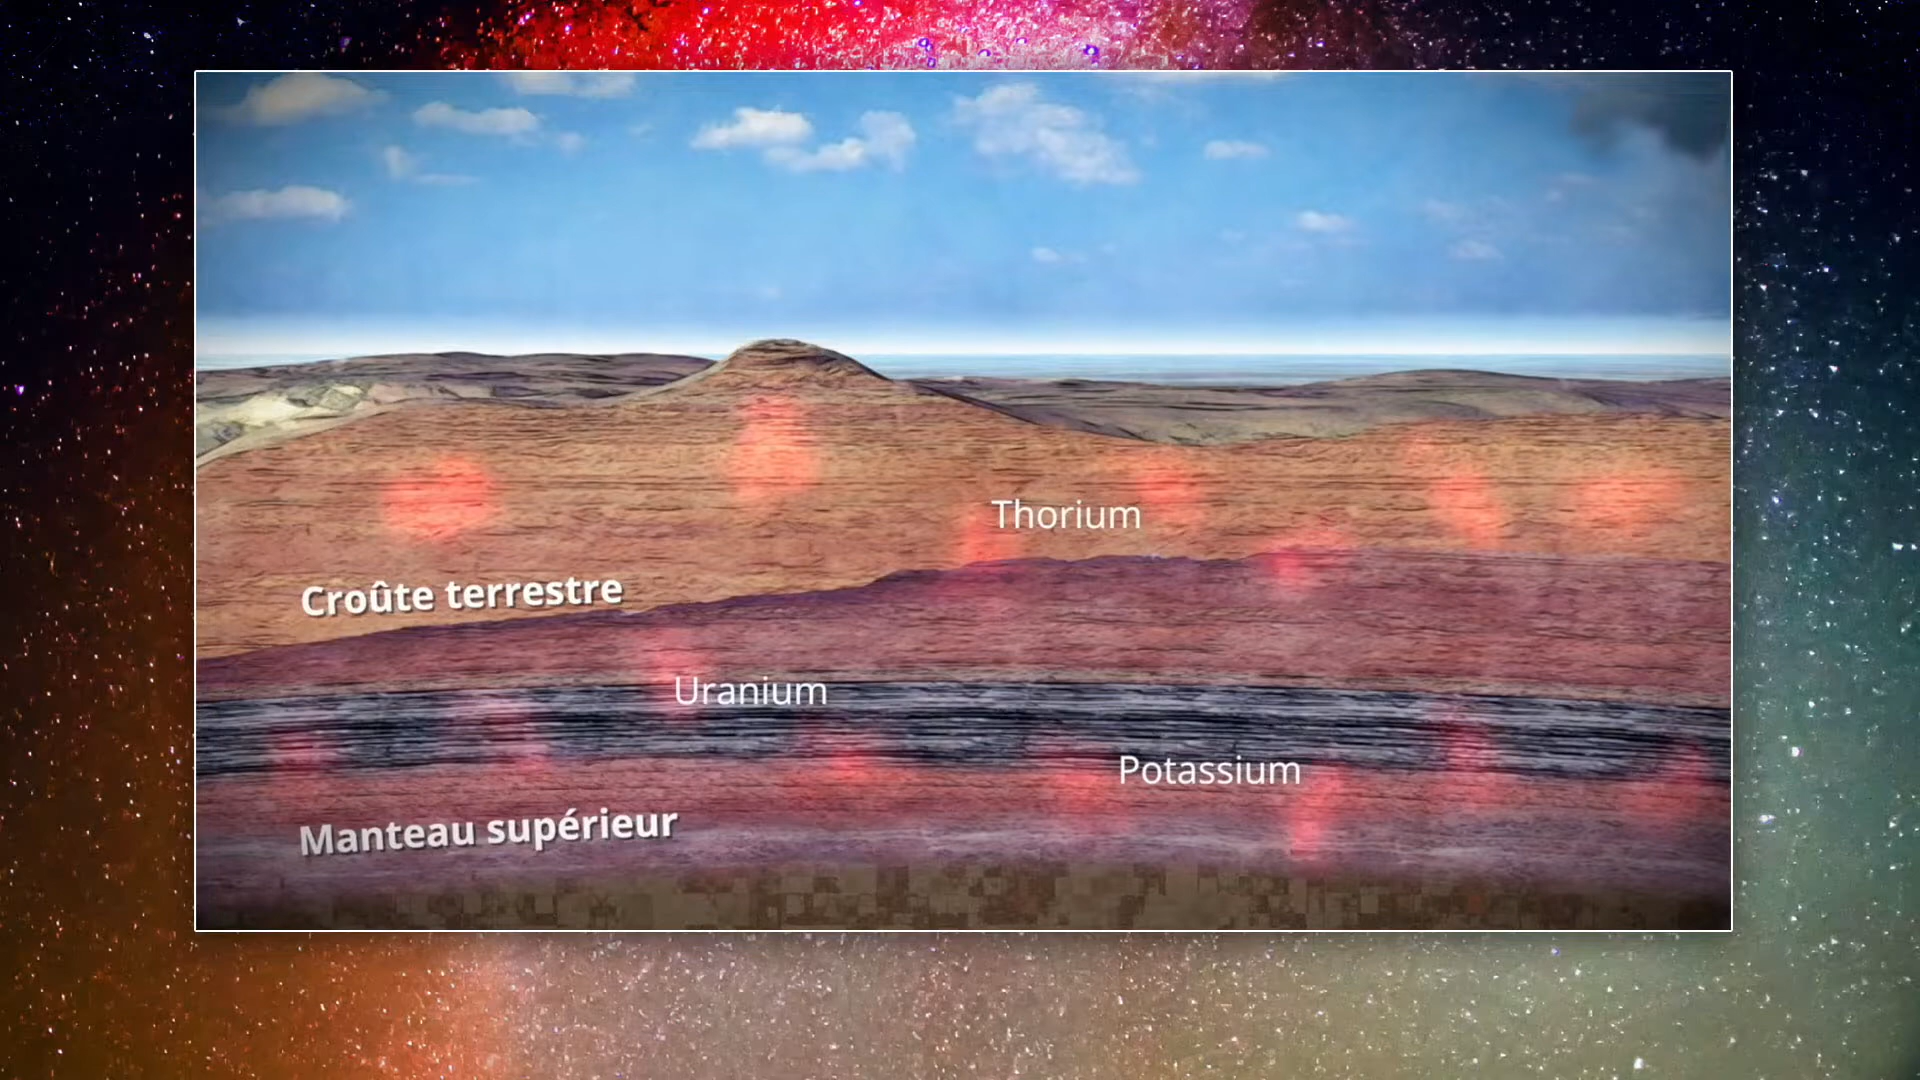 Thorium
Croûte terrestre
Uranium
Potassium
Manteau supérieur